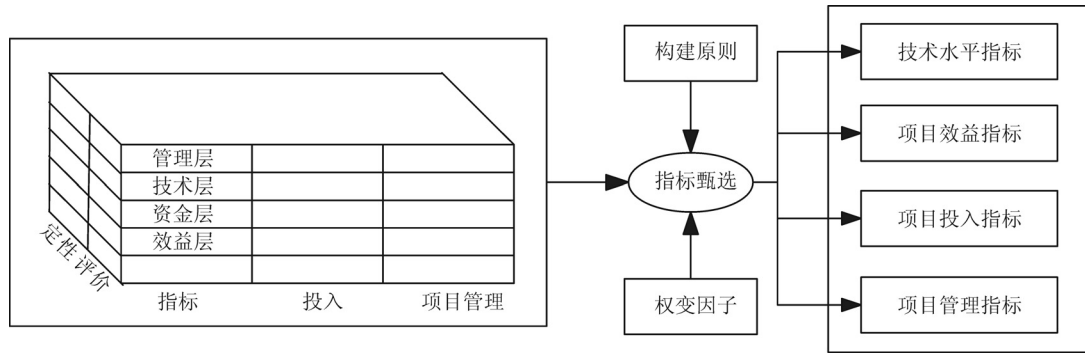 管理层
技术层
资金层
效益层
定性评价
指标
投入
项目管理
构建原则
指标甄选
权变因子
技术水平指标
项目效益指标
项目投入指标
项目管理指标